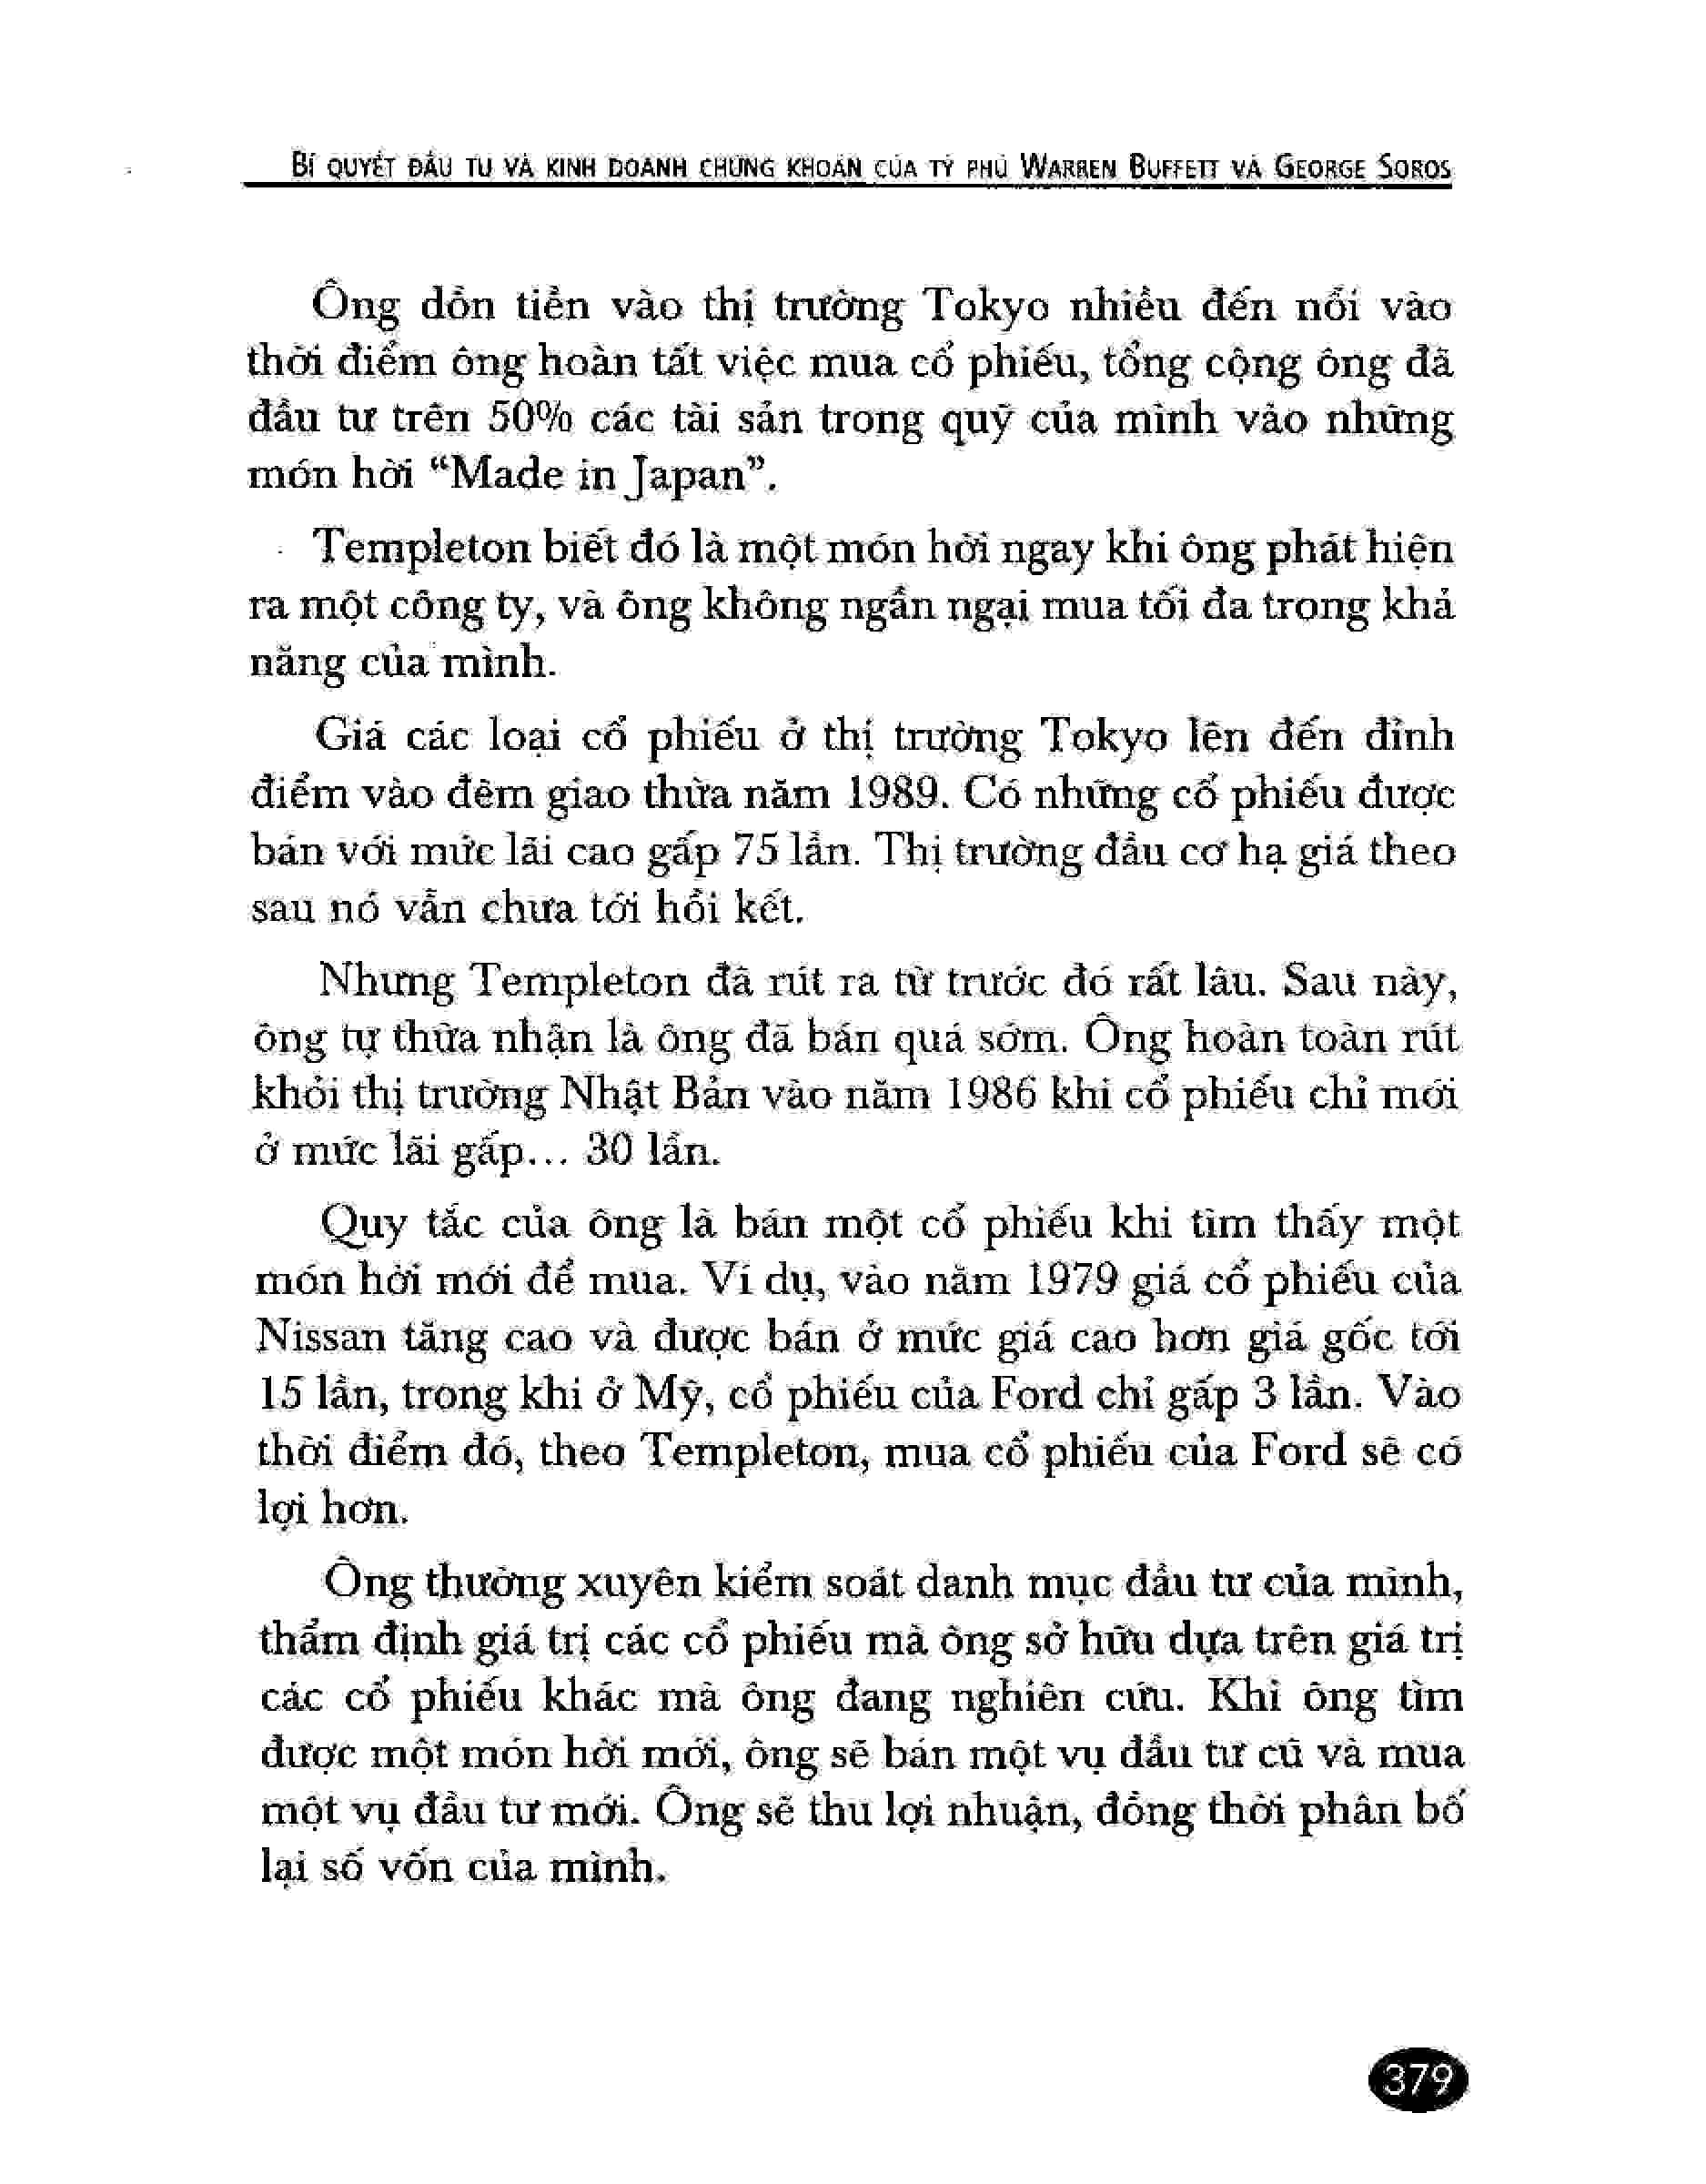 BÍ QUYẾT ĐẦU TƯ VÀ KINH DOANH CHỨNG KHOÁN CỦA TỶ PHÚ WARREN BUFFETT VÀ GEORGE SOROS
Ông dồn tiền vào thị trường Tokyo nhiều đến nỗi vào
thời điểm ông hoàn tất việc mua cổ phiếu, tổng cộng ông đã
đầu tư trên 50% các tài sản trong quỹ của mình vào những
món hời “Made in Japan”.
Templeton biết đó là một món hời ngay khi ông phát hiện
ra một công ty, và ông không ngần ngại mua tối đa trong khả
năng của mình.
Giá các loại cổ phiếu ở thị trường Tokyo lên đến đỉnh
điểm vào đêm giao thừa năm 1989. Có những cổ phiếu được
bán với mức lãi cao gấp 75 lần. Thị trường đầu cơ hạ giá theo
sau nó vẫn chưa tới hồi kết.
Nhưng Templeton đã rút ra từ trước đó rất lâu. Sau này,
ông tự thừa nhận là ông đã bán quá sớm. Ông hoàn toàn rút
khỏi thị trường Nhật Bản vào năm 1986 khi cổ phiếu chỉ mới
ở mức lãi gấp... 30 lần.
Quy tắc của ông là bán một cổ phiếu khi tìm thấy một
món hời mới để mua. Ví dụ, vào năm 1979 giá cổ phiếu của
Nissan tăng cao và được bán ở mức giá cao hơn giá gốc tới
15 lần, trong khi ở Mỹ, cổ phiếu của Ford chỉ gấp 3 lần. Vào
thời điểm đó, theo Templeton, mua cổ phiếu của Ford sẽ có
lợi hơn.
Ông thường xuyên kiểm soát danh mục đầu tư của mình,
thẩm định giá trị các cổ phiếu mà ông sở hữu dựa trên giá trị
các cổ phiếu khác mà ông đang nghiên cứu. Khi ông tìm
được một món hời mới, ông sẽ bán một vụ đầu tư cũ và mua
một vụ đầu tư mới. Ông sẽ thu lợi nhuận, đồng thời phân bố
lại số vốn của mình.
379